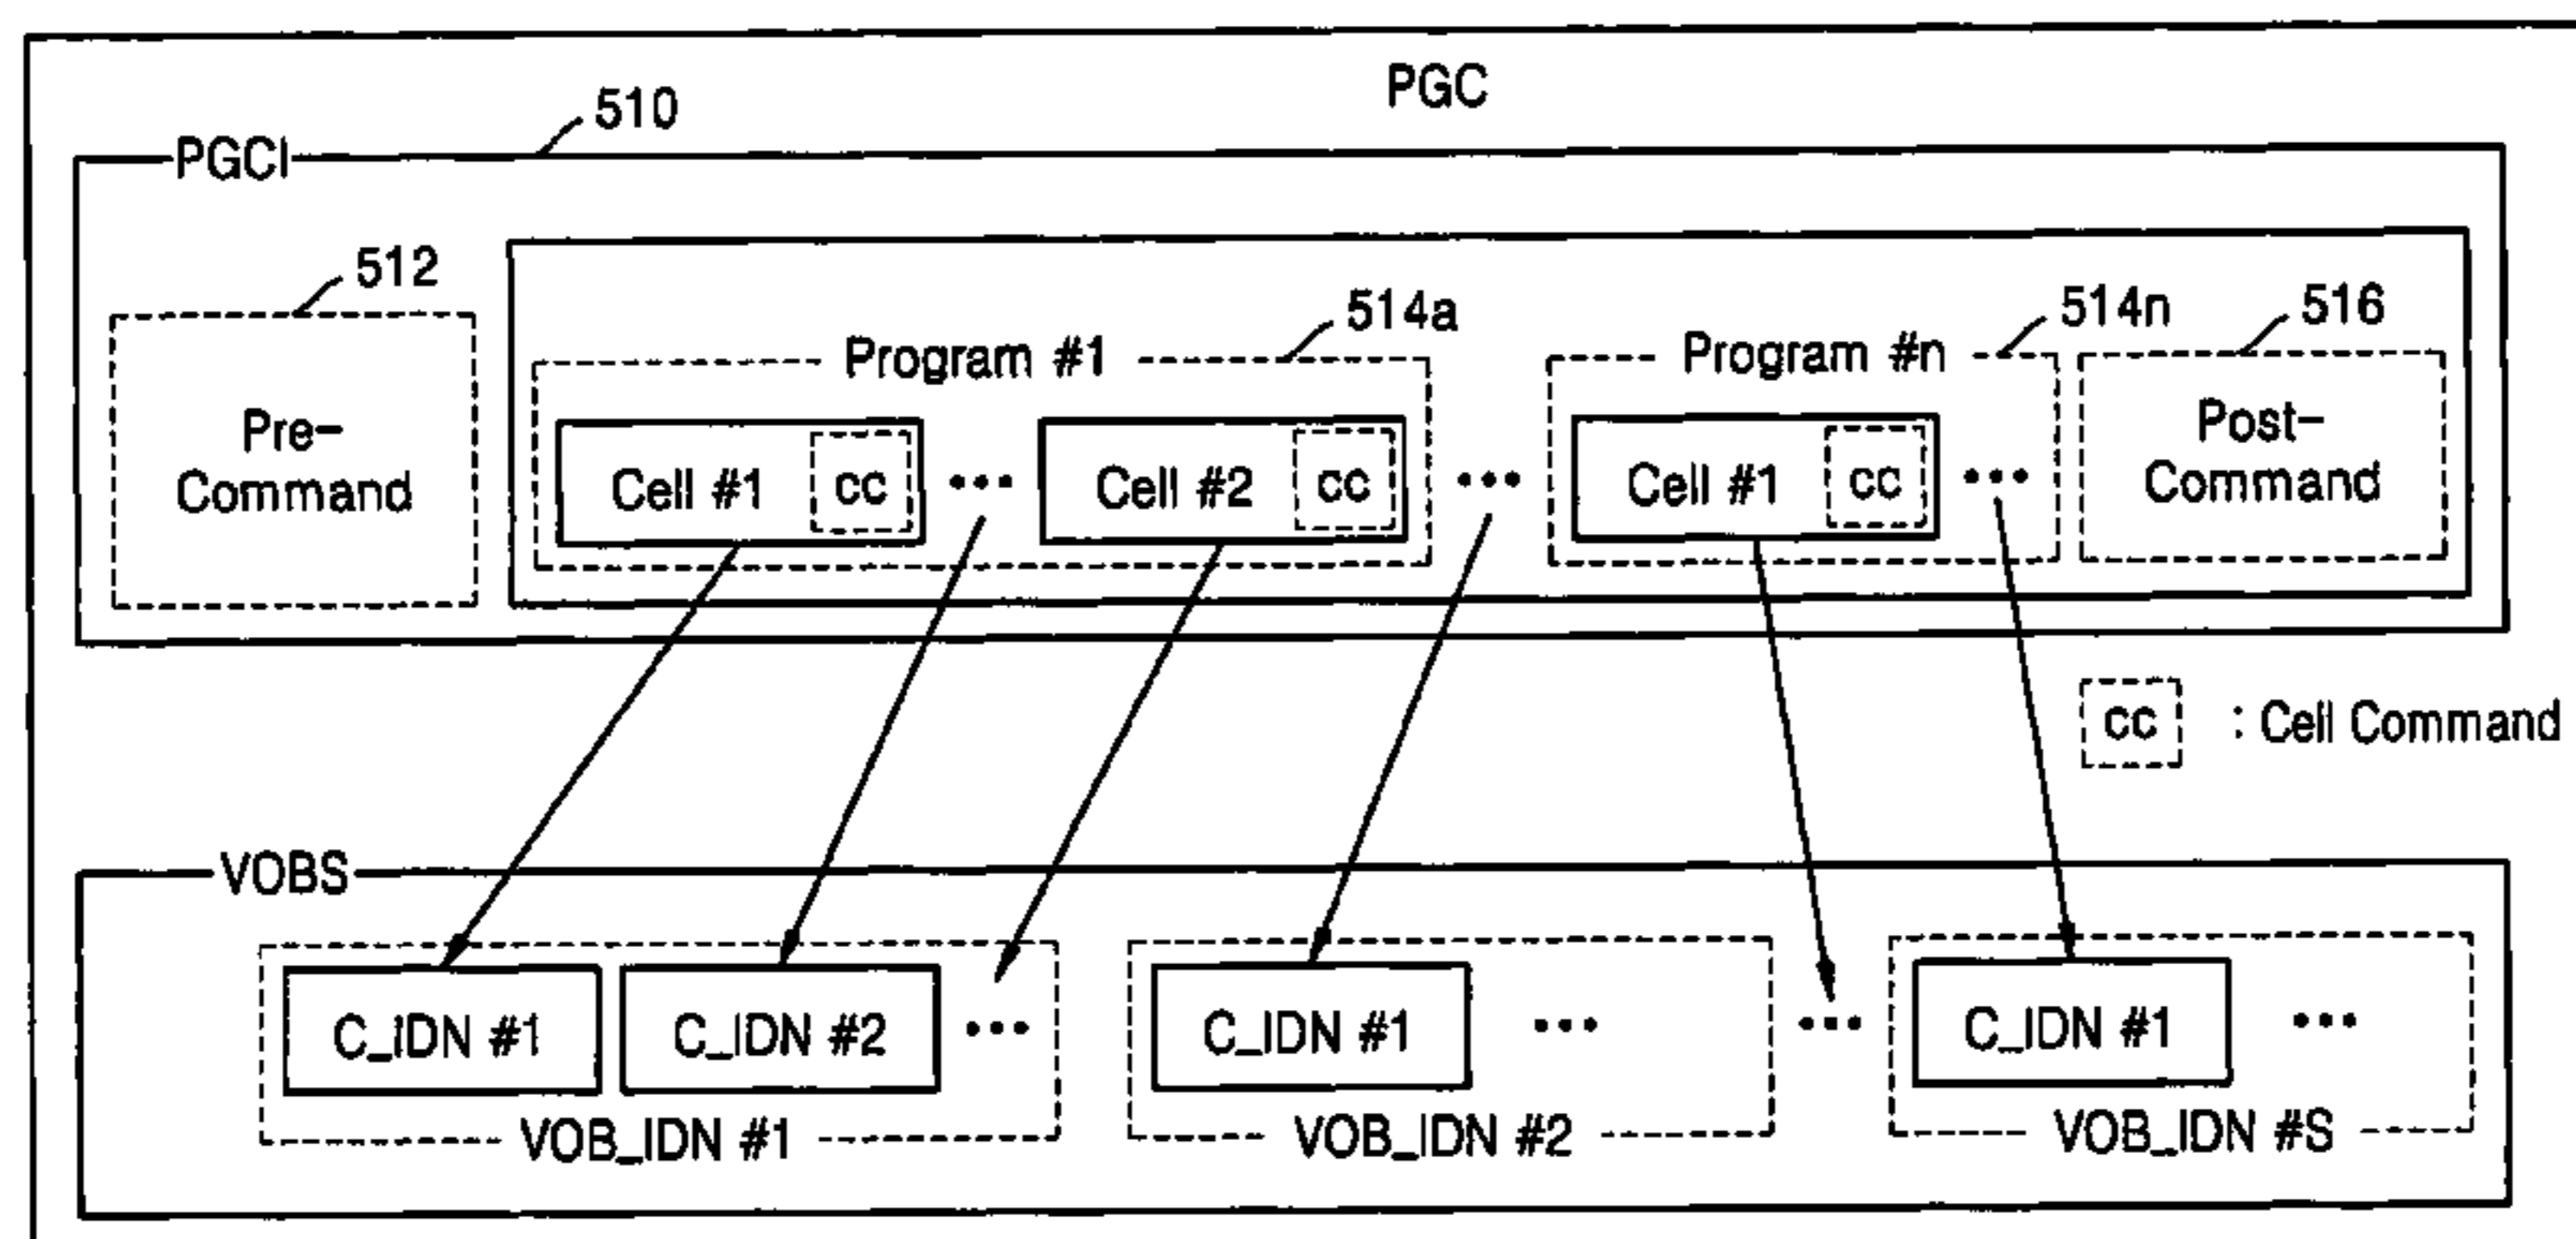 PGC
510
PGCI
512
514a
514n
516
Program #1
Program #n
Pre-
Command
Cell #1
cc
•••
Cell #2
cc
•••
Cell #1
cc
•••
Post-
Command
cc : Cell Command
VOBS
C_IDN #1
C_IDN #2
•••
C_IDN #1
•••
•••
C_IDN #1
•••
VOB_IDN #1
VOB_IDN #2
VOB_IDN #S